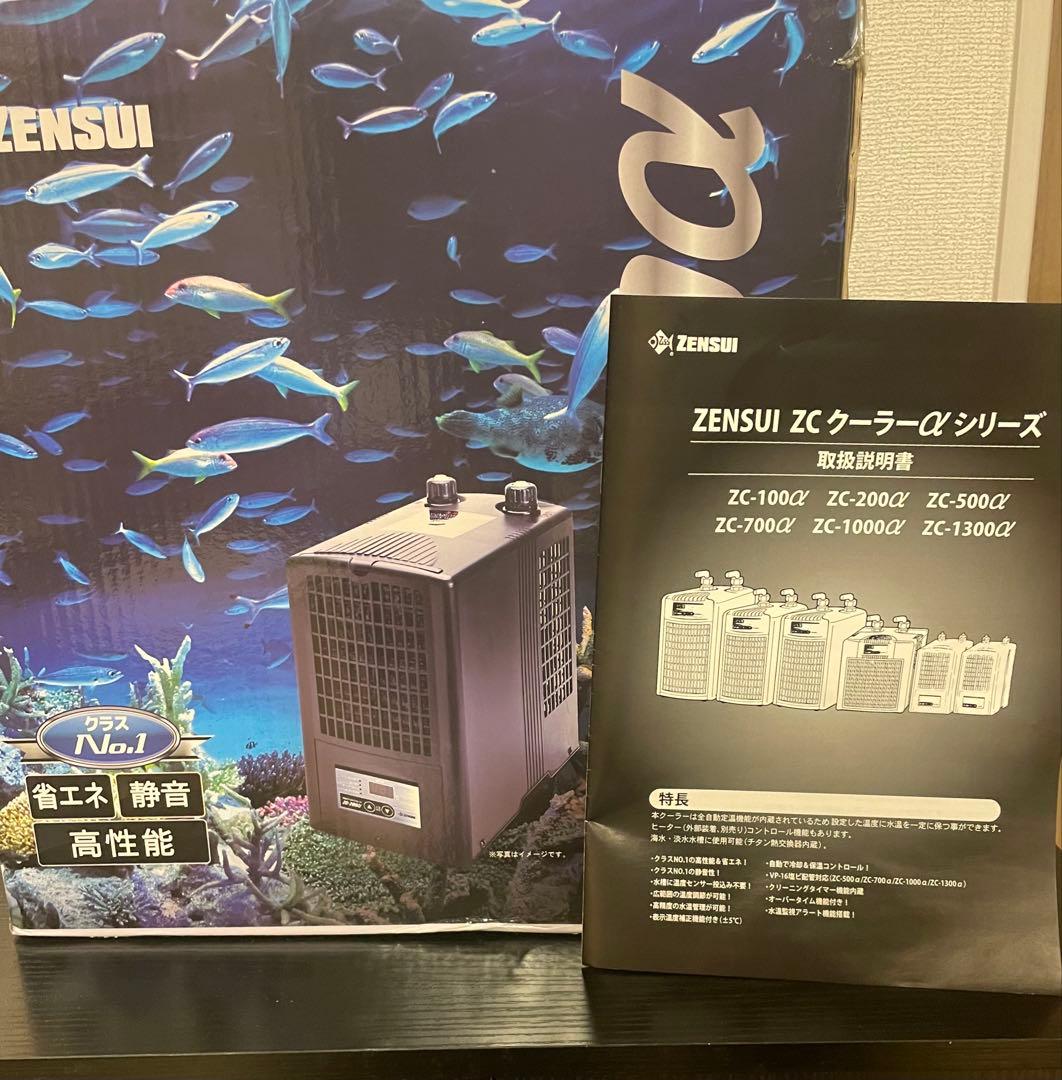 ZENSUI
α
クラス
No.1
省エネ
静音
高性能
※写真はイメージです。
ZENSUI
ZENSUI ZC クーラーα シリーズ
取扱説明書
ZC-100α ZC-200α ZC-500α
ZC-700α ZC-1000α ZC-1300α
特長
本クーラーは全自動定温機能が内蔵されているため 設定した温度に水温を一定に保つ事ができます。
ヒーター(外部装着、別売り)コントロール機能もあります。
海水・淡水水槽に使用可能(チタン熱交換器内蔵)。
・クラスNO.1の高性能&省エネ!
・クラスNO.1の静音性!
・水槽に温度センサー投込み不要!
・広範囲の温度調節が可能!
・高精度の水温管理が可能!
・表示温度補正機能付き(±5℃)
・自動で冷却&保温コントロール!
・VP-16塩ビ配管対応(ZC-500α/ZC-700α/ZC-1000α/ZC-1300α)
・クリーニングタイマー機能内蔵
・オーバータイム機能付き!
・水温監視アラート機能搭載!